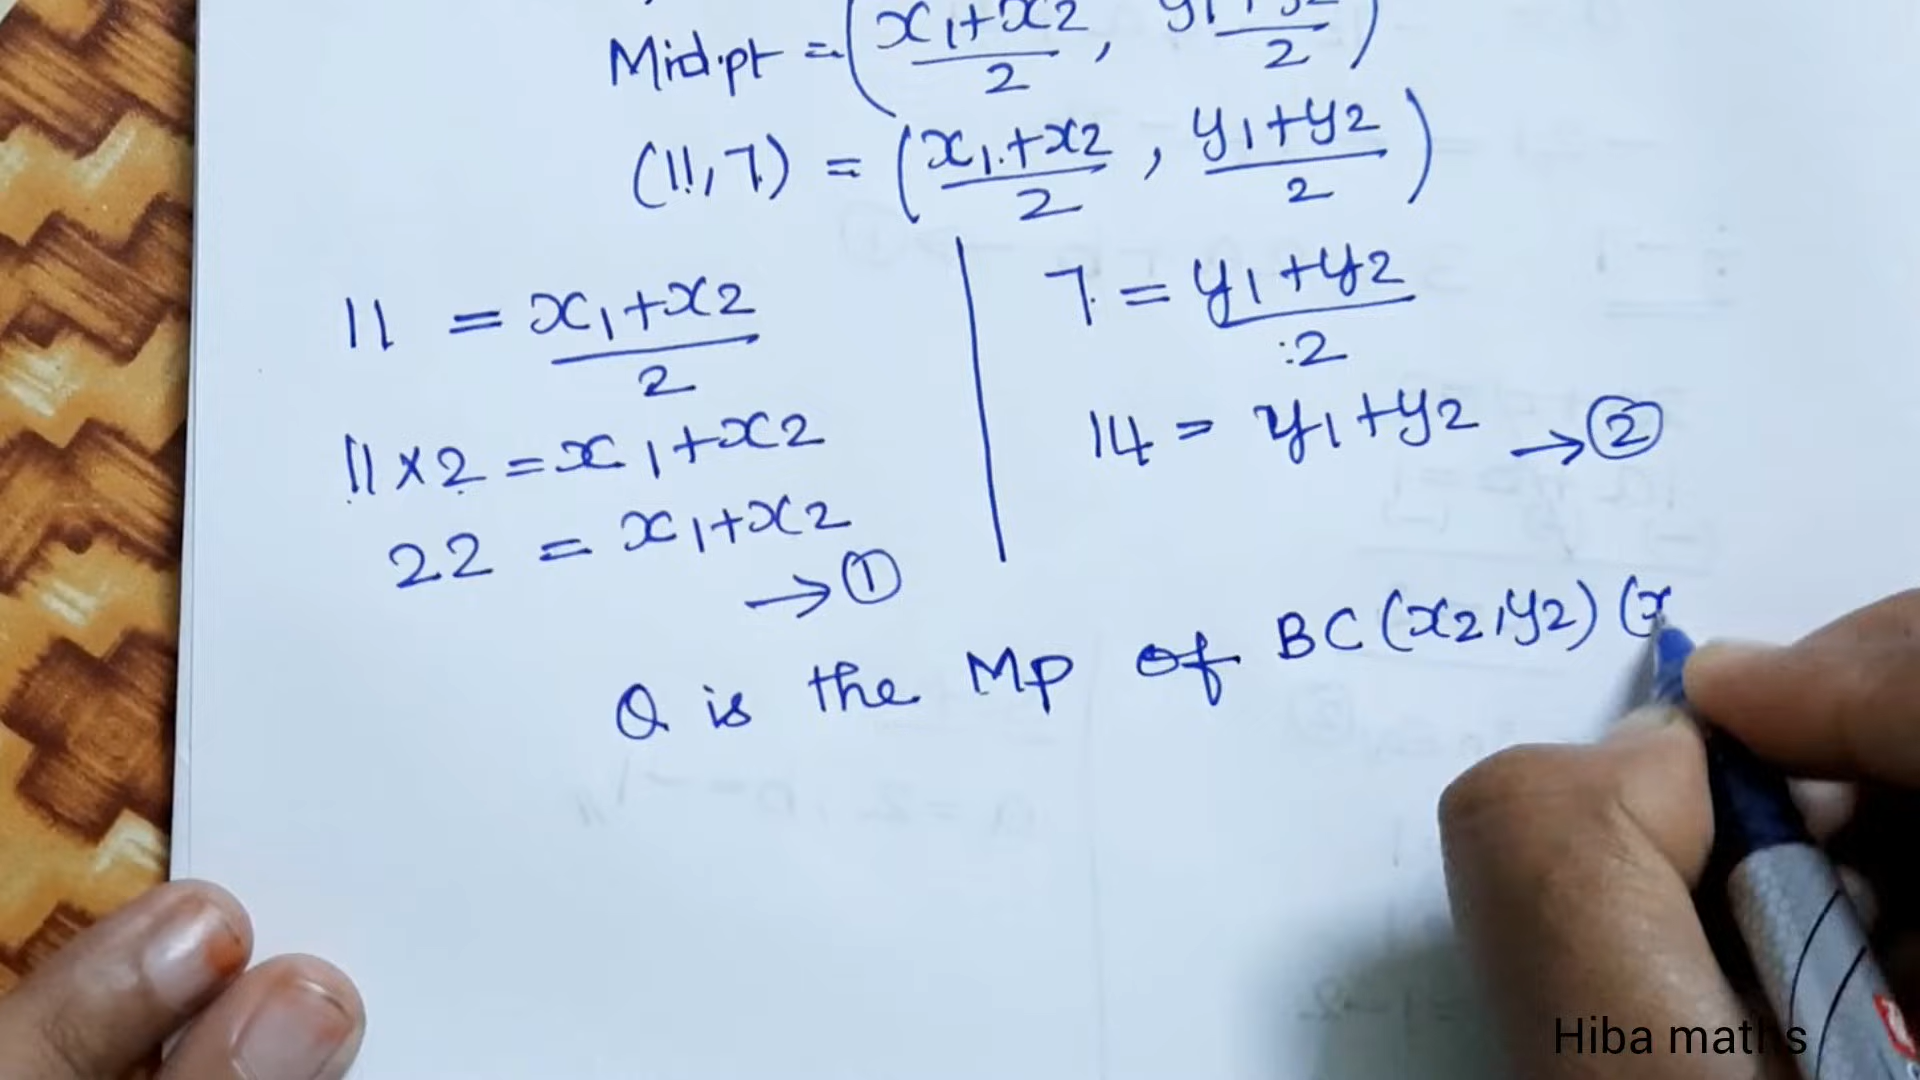 Mid.pt = (x1+x2/2, y1+y2/2)
(11,7) = (x1+x2/2, y1+y2/2)
11 = x1+x2/2
11×2 = x1+x2
22 = x1+x2
→ ①
7 = y1+y2/2
14 = y1+y2 → ②
Q is the Mp of BC (x2,y2) (x
Hiba maths